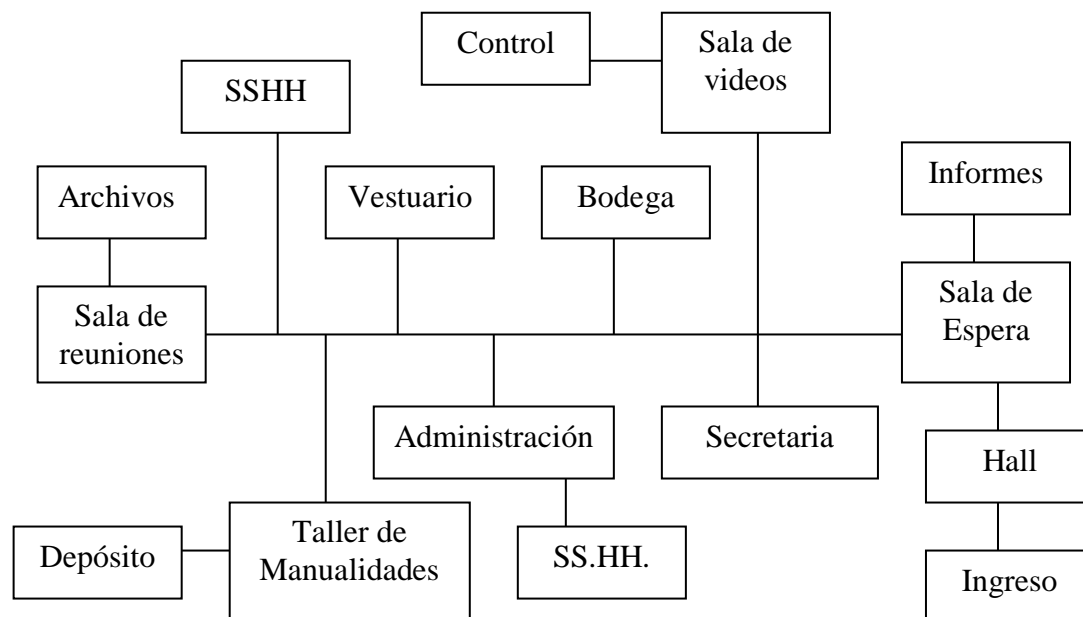 Control
Sala de
videos
SSHH
Archivos
Vestuario
Bodega
Informes
Sala de
reuniones
Sala de
Espera
Administración
Secretaria
Hall
Depósito
Taller de
Manualidades
SS.HH.
Ingreso